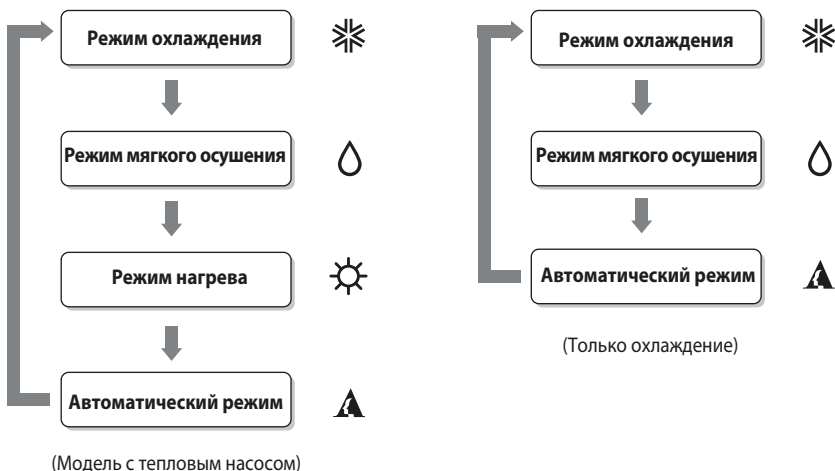 Режим охлаждения
Режим мягкого осушения
Режим нагрева
Автоматический режим
(Модель с тепловым насосом)
Режим охлаждения
Режим мягкого осушения
Автоматический режим
(Только охлаждение)